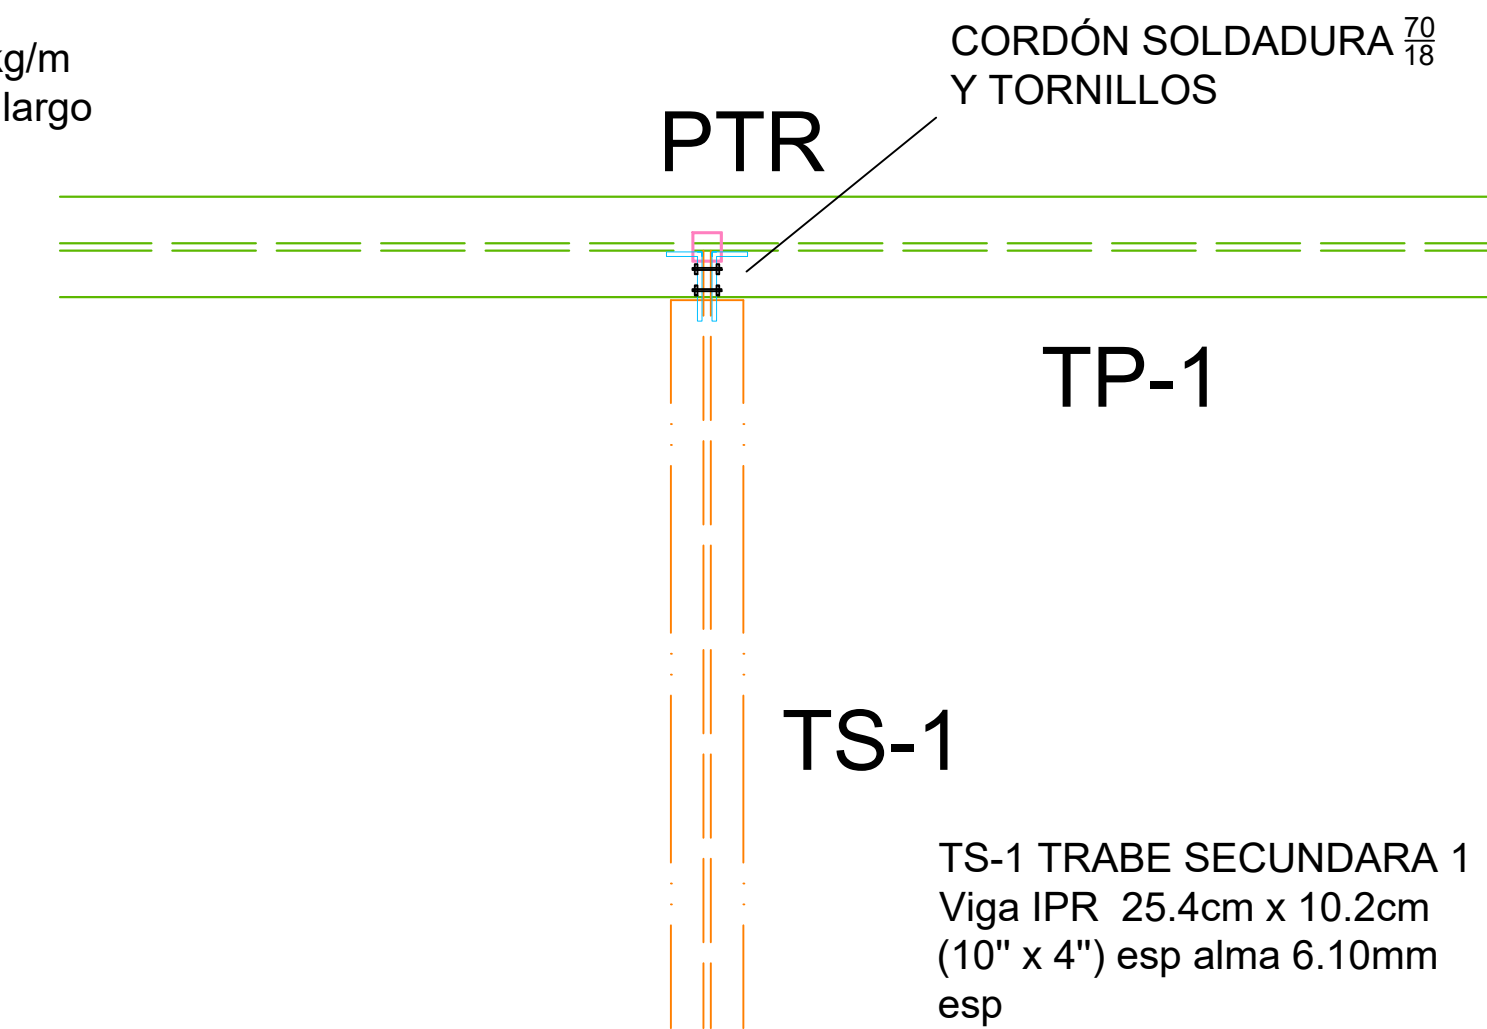 kg/m
largo
CORDÓN SOLDADURA 70/18
Y TORNILLOS
PTR
TP-1
TS-1
TS-1 TRABE SECUNDARA 1
Viga IPR 25.4cm x 10.2cm
(10" x 4") esp alma 6.10mm
esp